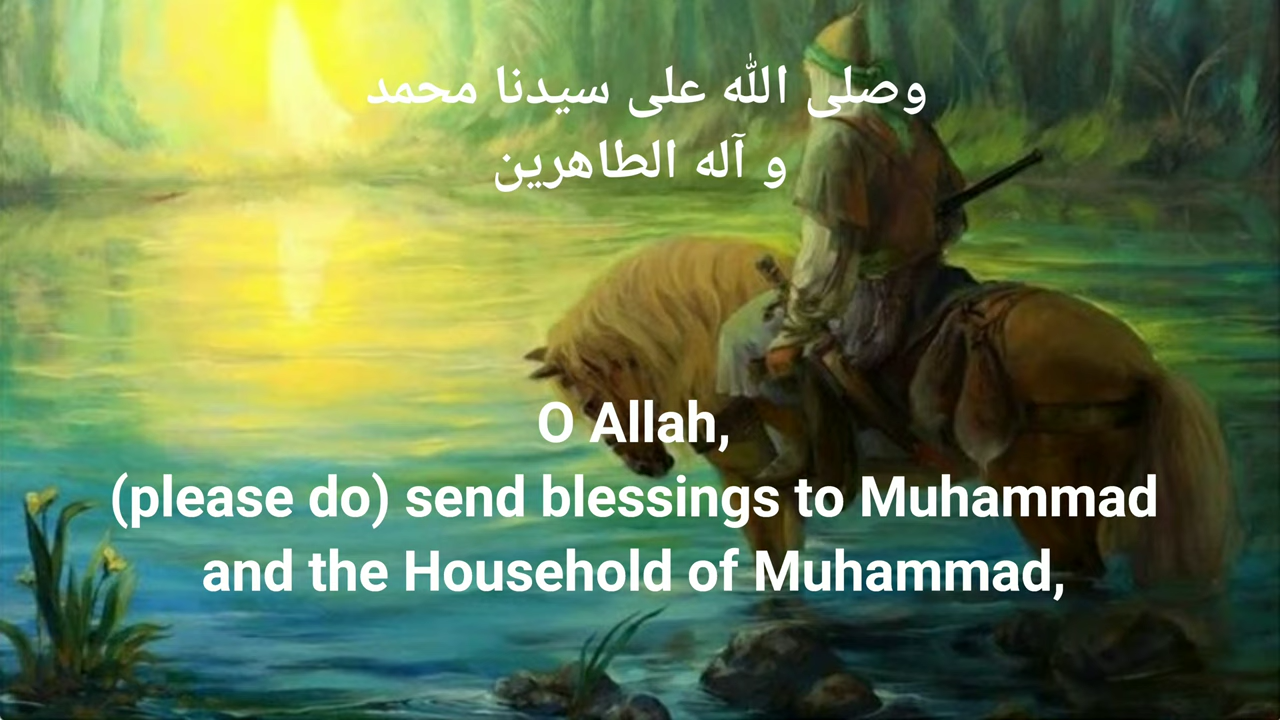 وصلى الله على سيدنا محمد
و آله الطاهرين
O Allah,
(please do) send blessings to Muhammad
and the Household of Muhammad,